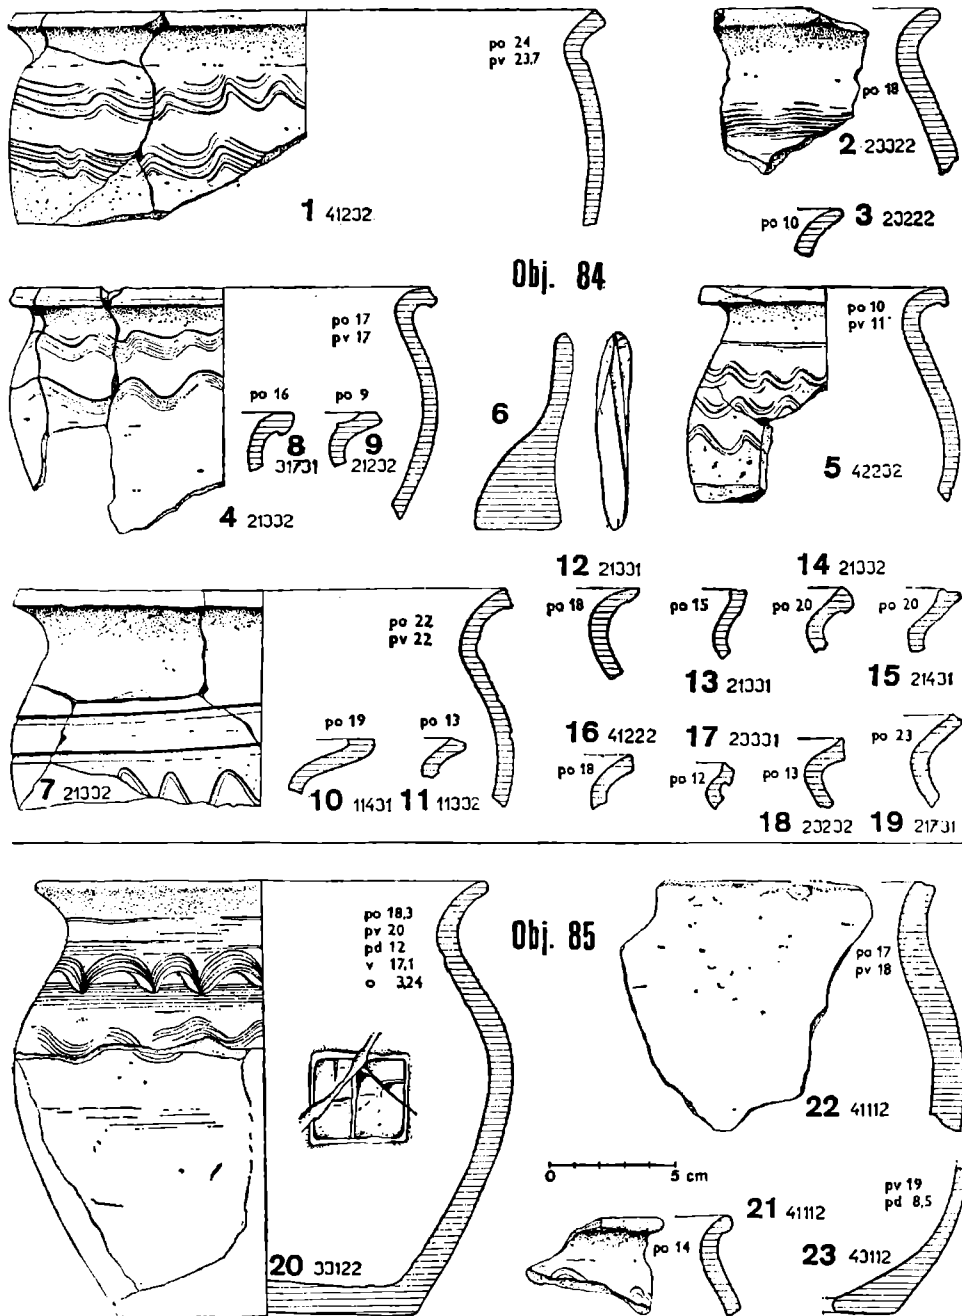 po 24
pv 23,7
1 41232
po 18
2 23322
po 10
3 23222
Obj. 84
po 17
pv 17
po 16
8
31731
po 9
9
21232
4 21332
6
po 10
pv 11
5 42232
po 22
pv 22
7 21332
po 19
10 11431
po 13
11 11332
12 21331
po 18
po 15
13 21331
14 21332
po 20
po 20
15 21431
16 41222
po 18
17 23331
po 12
po 13
18 23232
po 23
19 21731
po 18,3
pv 20
pd 12
v 17,1
o 3,24
20 33122
Obj. 85
po 17
pv 18
22 41112
0 5 cm
21 41112
po 14
pv 19
pd 8,5
23 43112